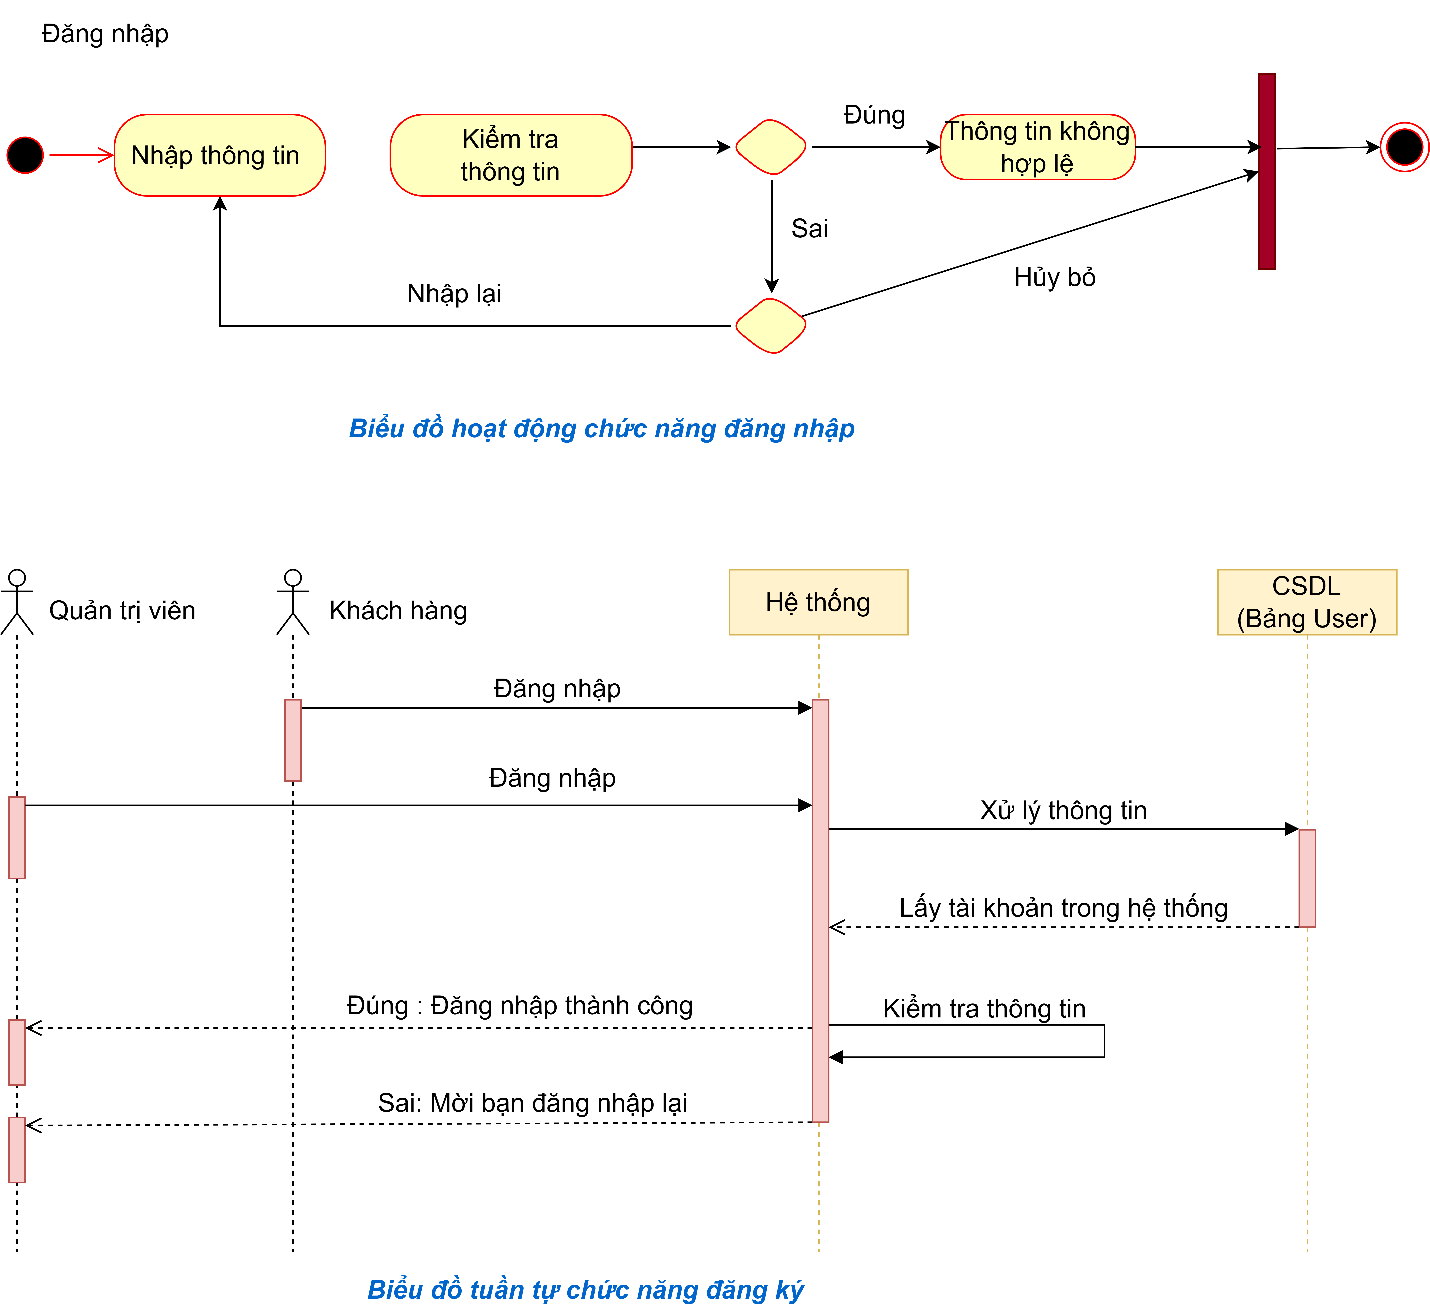 Đăng nhập
Nhập thông tin
Kiểm tra
thông tin
Đúng
Thông tin không
hợp lệ
Sai
Nhập lại
Hủy bỏ
Biểu đồ hoạt động chức năng đăng nhập
Quản trị viên
Khách hàng
Hệ thống
CSDL
(Bảng User)
Đăng nhập
Đăng nhập
Xử lý thông tin
Lấy tài khoản trong hệ thống
Đúng : Đăng nhập thành công
Kiểm tra thông tin
Sai: Mời bạn đăng nhập lại
Biểu đồ tuần tự chức năng đăng ký